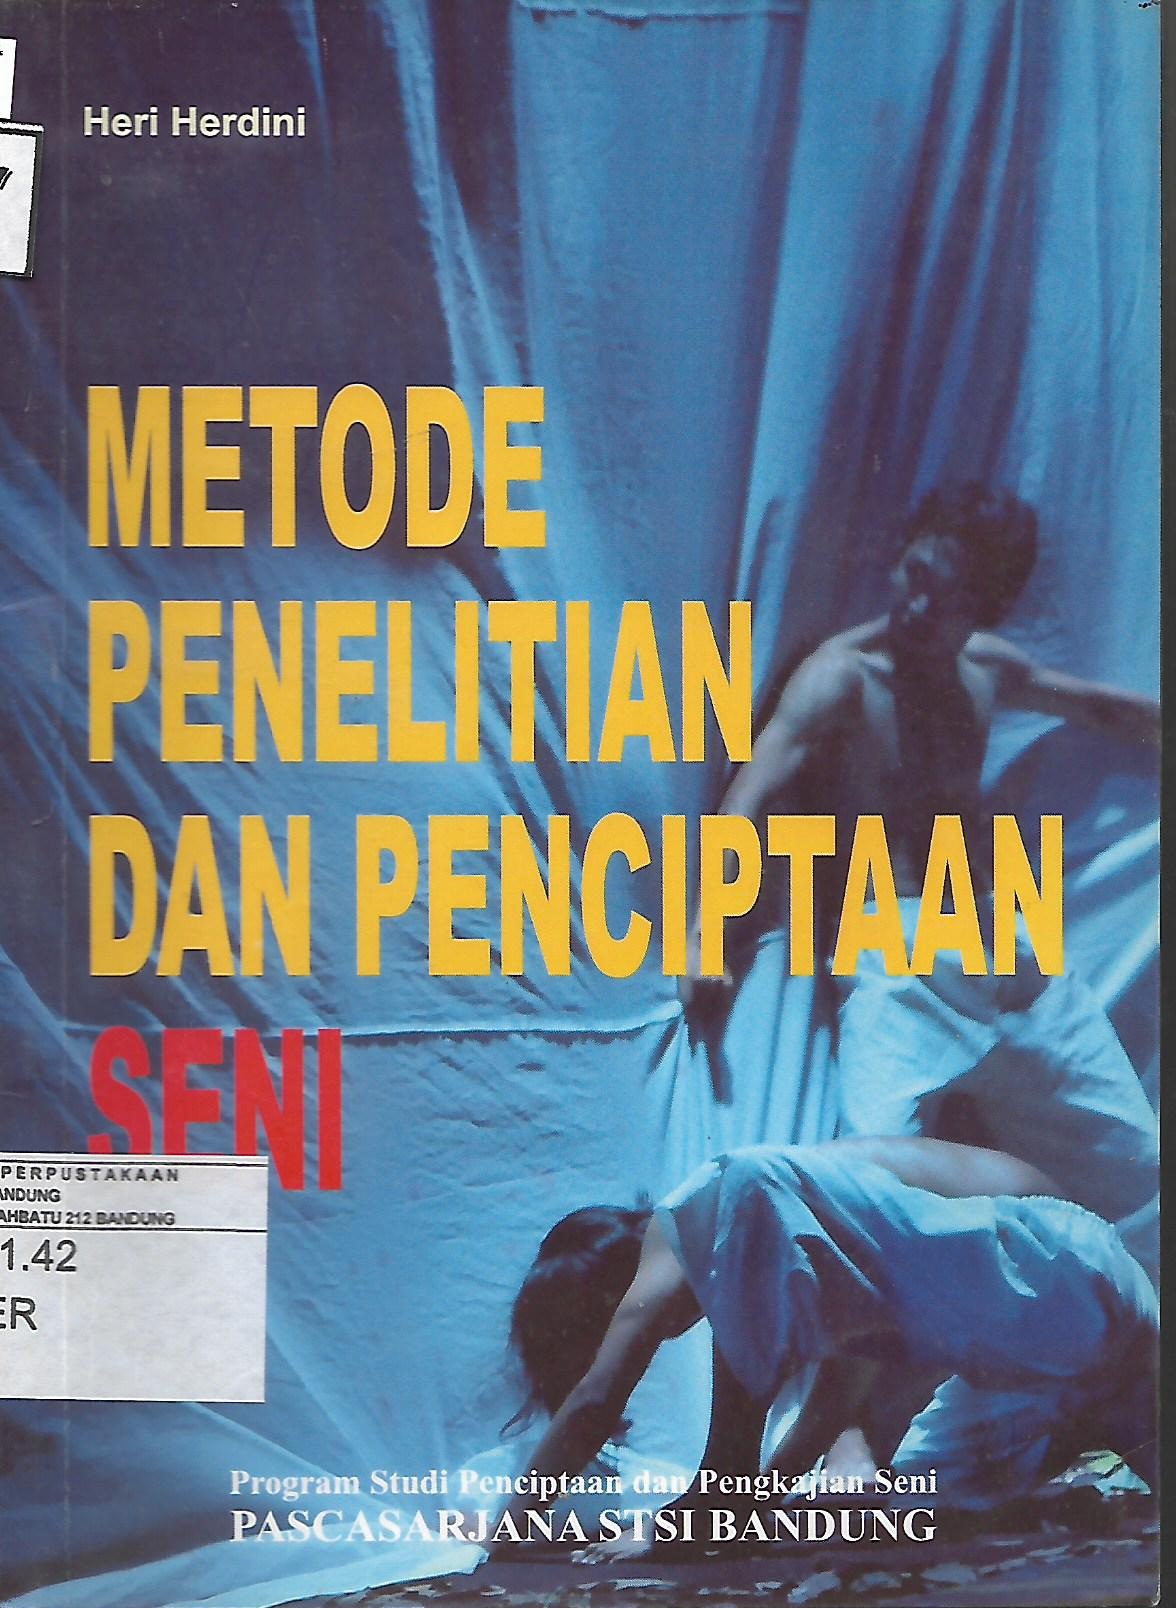 Heri Herdini
METODE
PENELITIAN
DAN PENCIPTAAN
SENI
PERPUSTAKAAN
ANDUNG
AHBATU 212 BANDUNG
1.42
ER
Program Studi Penciptaan dan Pengkajian Seni
PASCASARJANA STSI BANDUNG